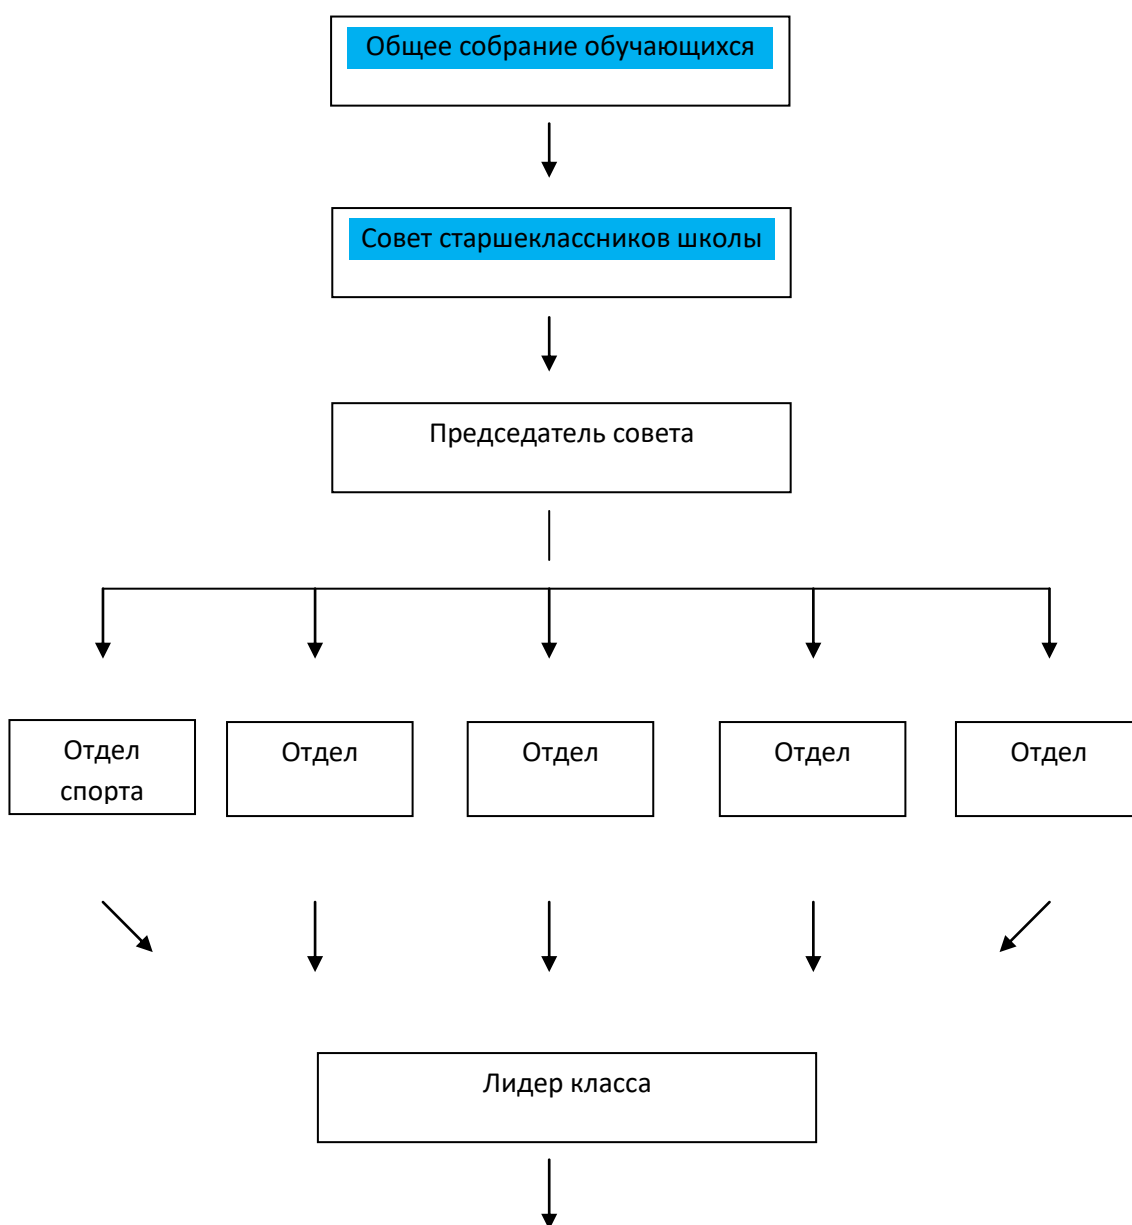 Общее собрание обучающихся
Совет старшеклассников школы
Председатель совета
Отдел
спорта
Отдел
Отдел
Отдел
Отдел
Лидер класса